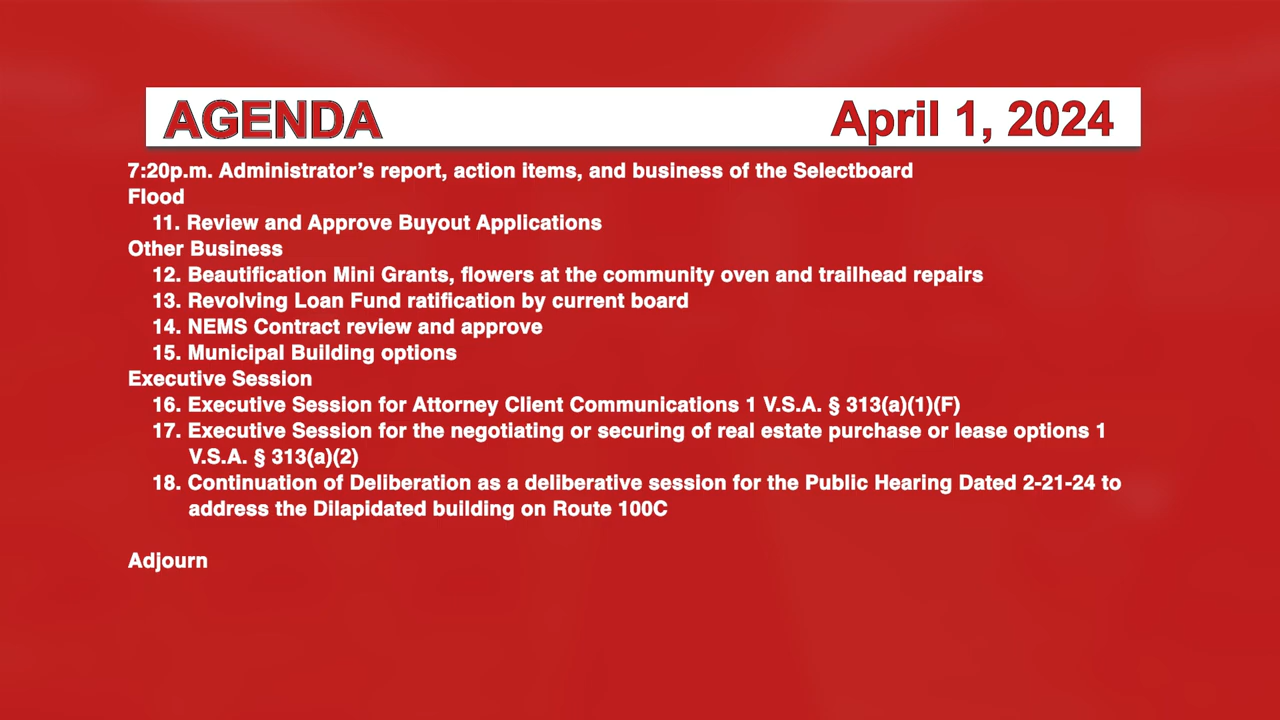 AGENDA April 1, 2024
7:20p.m. Administrator’s report, action items, and business of the Selectboard
Flood
11. Review and Approve Buyout Applications
Other Business
12. Beautification Mini Grants, flowers at the community oven and trailhead repairs
13. Revolving Loan Fund ratification by current board
14. NEMS Contract review and approve
15. Municipal Building options
Executive Session
16. Executive Session for Attorney Client Communications 1 V.S.A. § 313(a)(1)(F)
17. Executive Session for the negotiating or securing of real estate purchase or lease options 1
V.S.A. § 313(a)(2)
18. Continuation of Deliberation as a deliberative session for the Public Hearing Dated 2-21-24 to
address the Dilapidated building on Route 100C
Adjourn